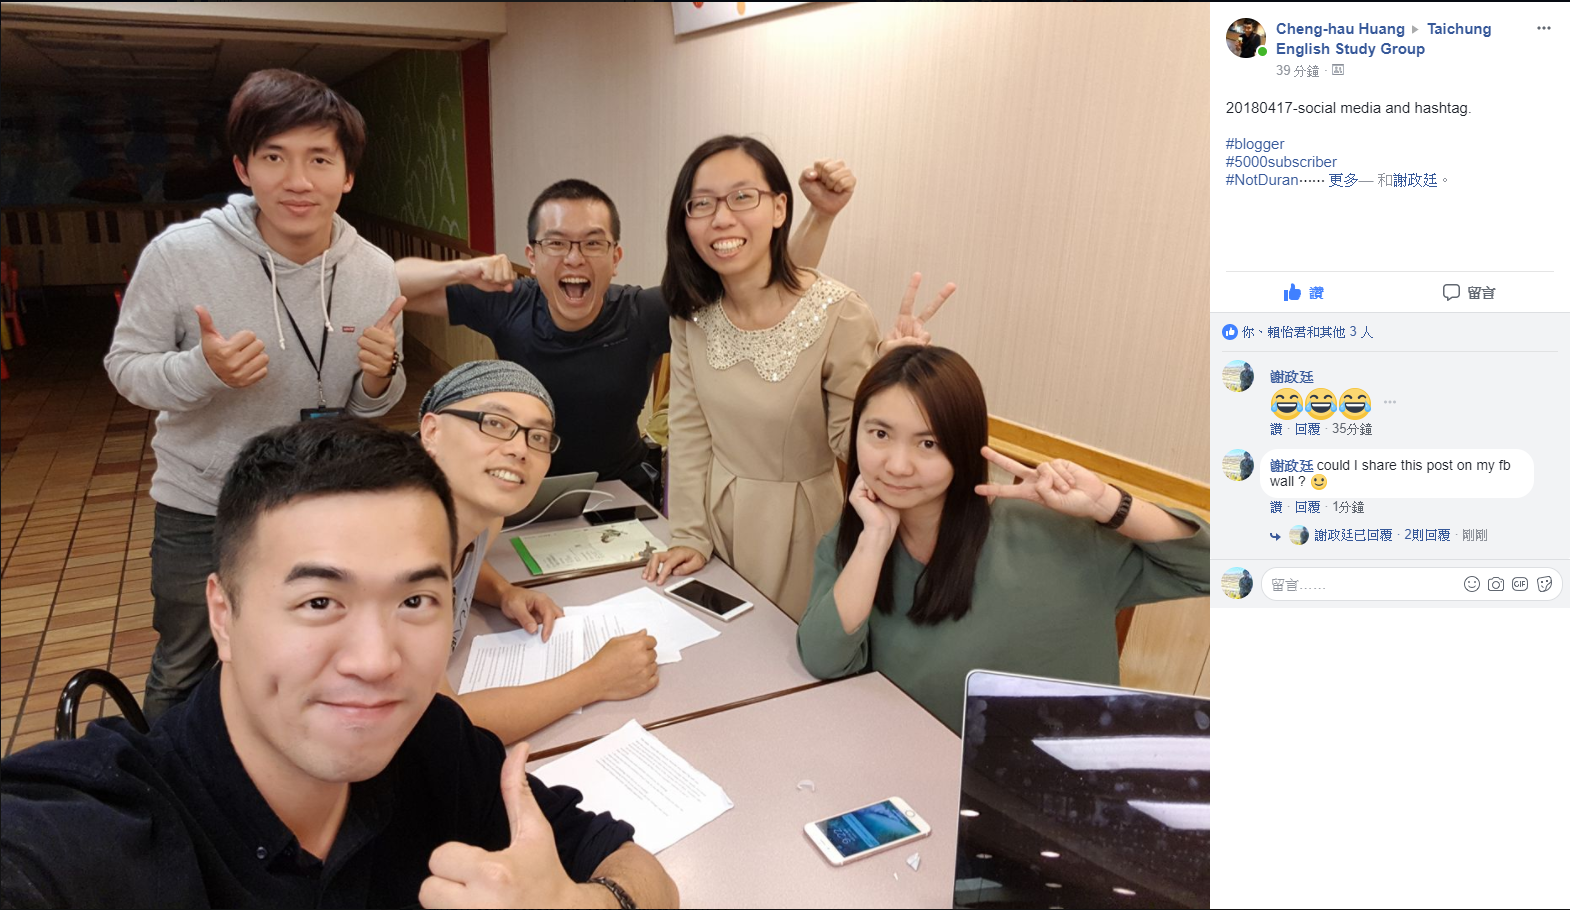 Cheng-hau Huang ▸ Taichung
English Study Group
39 分鐘 ·
20180417-social media and hashtag.
#blogger
#5000subscriber
#NotDuran⋯⋯ 更多— 和謝政廷。
讚 留言
你、賴怡君和其他 3 人
謝政廷
😂😂😂
讚 · 回覆 · 35分鐘
謝政廷 could I share this post on my fb
wall ? 🙂
讚 · 回覆 · 1分鐘
謝政廷已回覆 · 2則回覆 · 剛剛
留言……
GIF
9:22